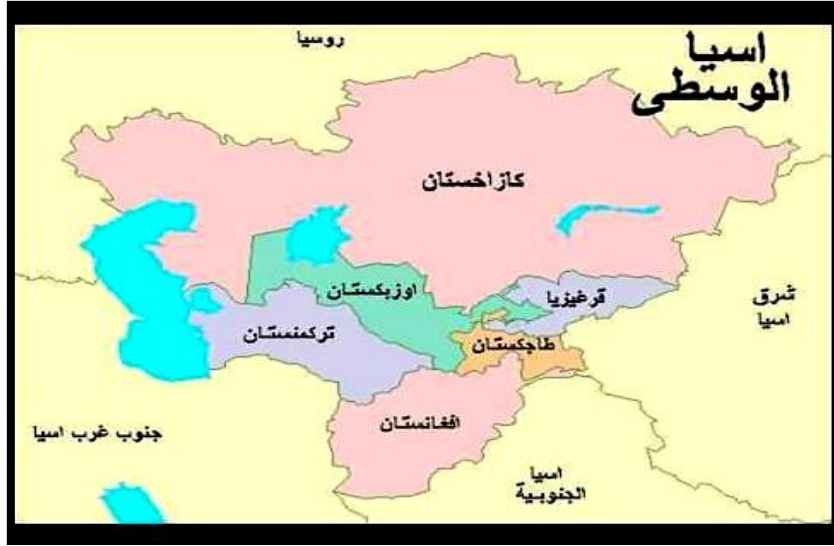 روسيا
اسيا
الوسطى
كازاخستان
اوزبكستان
قرغيزيا
شرق
اسيا
تركمنستان
طاجكستان
افغانستان
جنوب غرب اسيا
اسيا
الجنوبية